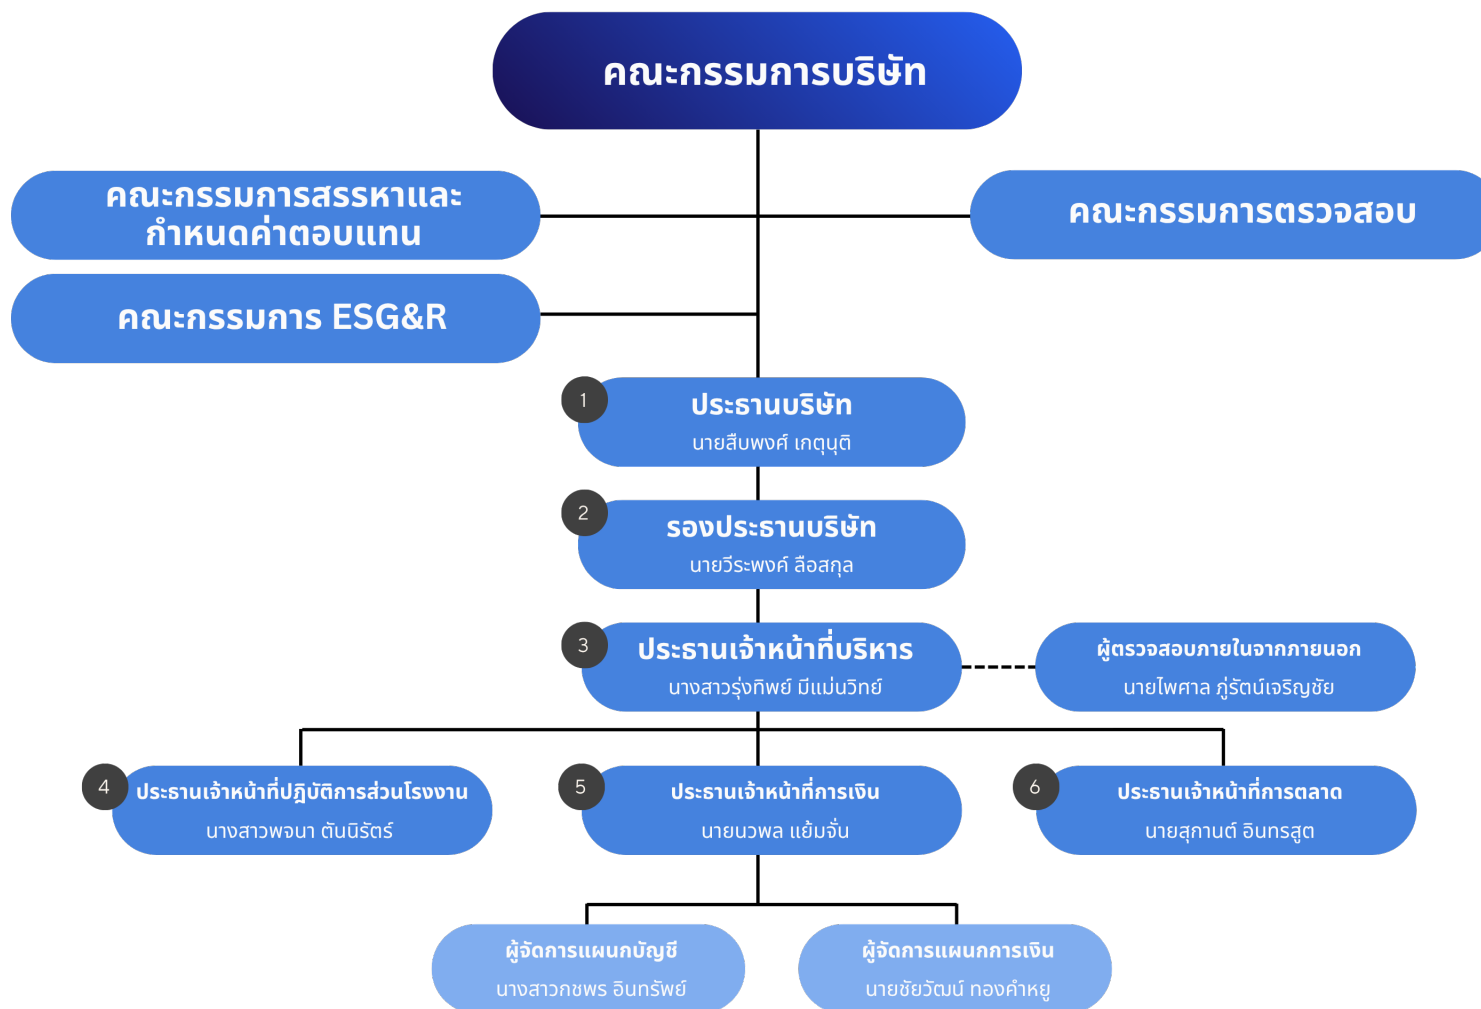 คณะกรรมการบริษัท
คณะกรรมการสรรหาและ
กำหนดค่าตอบแทน
คณะกรรมการตรวจสอบ
คณะกรรมการ ESG&R
1
ประธานบริษัท
นายสืบพงศ์ เกตุนุติ
2
รองประธานบริษัท
นายวีระพงค์ ลือสกุล
3
ประธานเจ้าหน้าที่บริหาร
นางสาวรุ่งทิพย์ มีแม่นวิทย์
ผู้ตรวจสอบภายในจากภายนอก
นายไพศาล ภู่รัตน์เจริญชัย
4
ประธานเจ้าหน้าที่ปฎิบัติการส่วนโรงงาน
นางสาวพจนา ตันนิรัตร์
5
ประธานเจ้าหน้าที่การเงิน
นายนวพล แย้มจั่น
6
ประธานเจ้าหน้าที่การตลาด
นายสุกานต์ อินทรสูต
ผู้จัดการแผนกบัญชี
นางสาวกชพร อินทรัพย์
ผู้จัดการแผนกการเงิน
นายชัยวัฒน์ ทองคำหยู